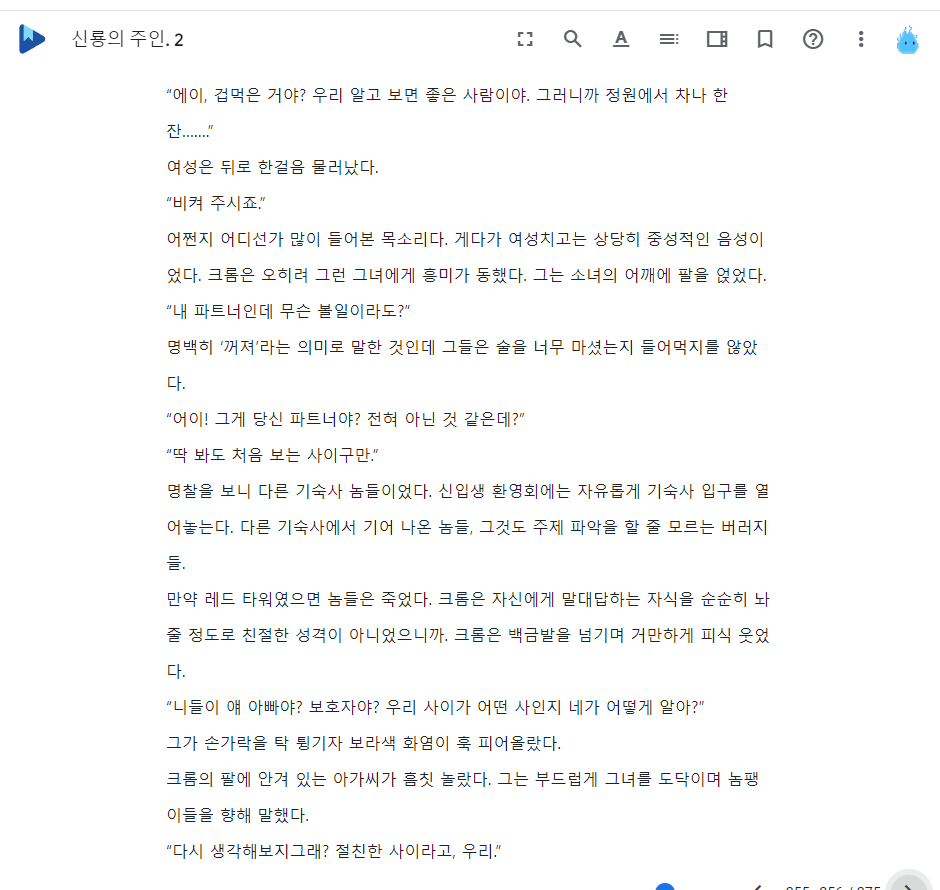 신룡의 주인. 2
“에이, 겁먹은 거야? 우리 알고 보면 좋은 사람이야. 그러니까 정원에서 차나 한
잔…….”
여성은 뒤로 한걸음 물러났다.
“비켜 주시죠.”
어쩐지 어디선가 많이 들어본 목소리다. 게다가 여성치고는 상당히 중성적인 음성이
었다. 크롬은 오히려 그런 그녀에게 흥미가 동했다. 그는 소녀의 어깨에 팔을 얹었다.
“내 파트너인데 무슨 볼일이라도?”
명백히 ‘꺼져’라는 의미로 말한 것인데 그들은 술을 너무 마셨는지 들어먹지를 않았
다.
“어이! 그게 당신 파트너야? 전혀 아닌 것 같은데?”
“딱 봐도 처음 보는 사이구만.”
명찰을 보니 다른 기숙사 놈들이었다. 신입생 환영회에는 자유롭게 기숙사 입구를 열
어놓는다. 다른 기숙사에서 기어 나온 놈들, 그것도 주제 파악을 할 줄 모르는 버러지
들.
만약 레드 타워였으면 놈들은 죽었다. 크롬은 자신에게 말대답하는 자식을 순순히 놔
줄 정도로 친절한 성격이 아니었으니까. 크롬은 백금발을 넘기며 거만하게 피식 웃었
다.
“니들이 얘 아빠야? 보호자야? 우리 사이가 어떤 사인지 네가 어떻게 알아?”
그가 손가락을 탁 튕기자 보라색 화염이 훅 피어올랐다.
크롬의 팔에 안겨 있는 아가씨가 흠칫 놀랐다. 그는 부드럽게 그녀를 도닥이며 놈팽
이들을 향해 말했다.
“다시 생각해보지그래? 절친한 사이라고, 우리.”